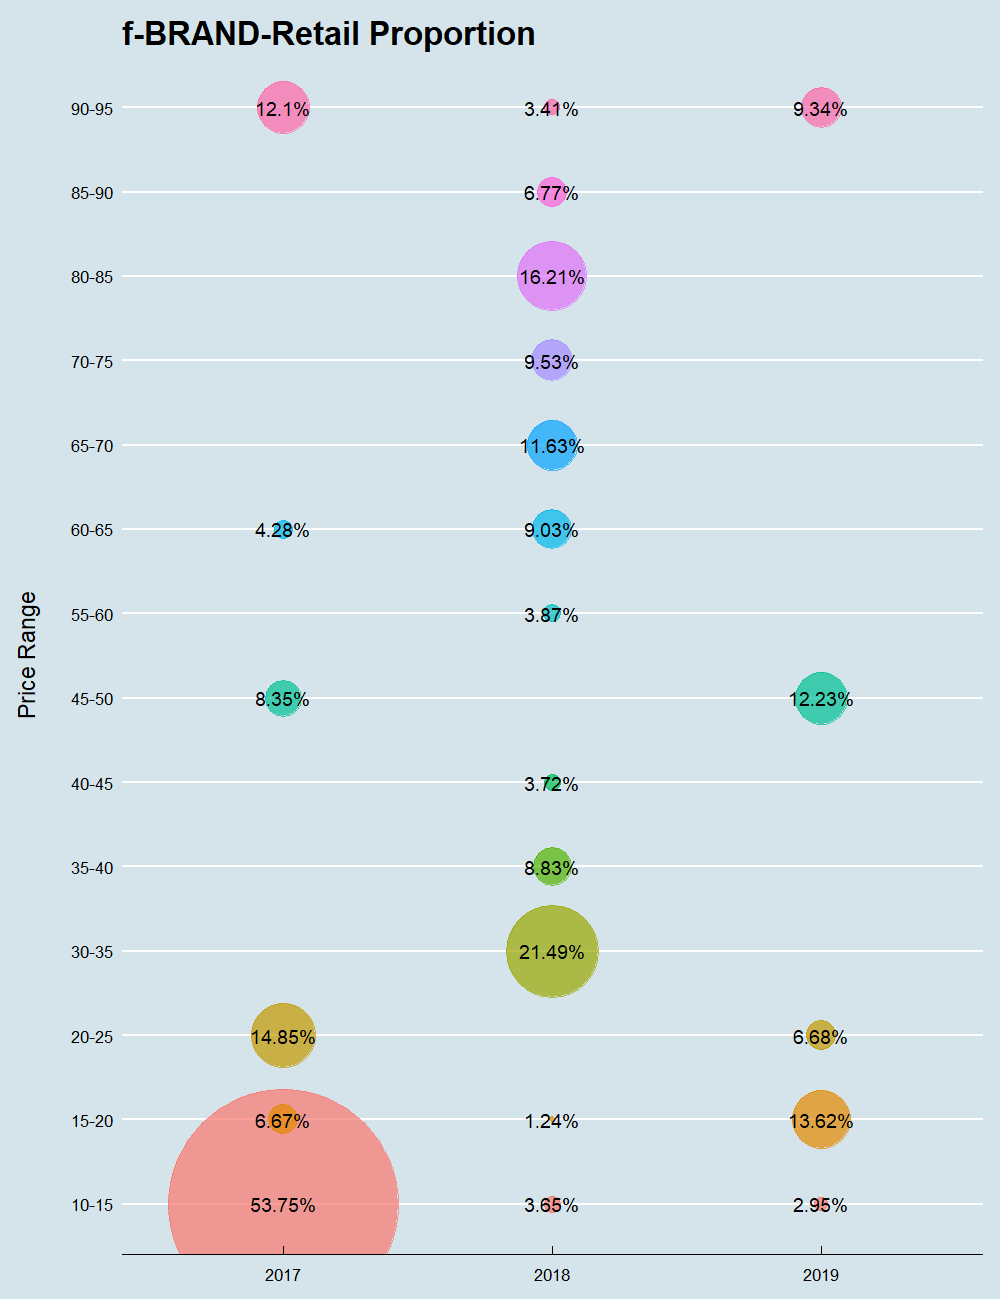 f-BRAND-Retail Proportion
90-95 12.1% 3.41% 9.34%
85-90 6.77%
80-85 16.21%
70-75 9.53%
65-70 11.63%
60-65 4.28% 9.03%
55-60 3.87%
Price Range
45-50 8.35% 12.23%
40-45 3.72%
35-40 8.83%
30-35 21.49%
20-25 14.85% 6.68%
15-20 6.67% 1.24% 13.62%
10-15 53.75% 3.65% 2.95%
2017 2018 2019